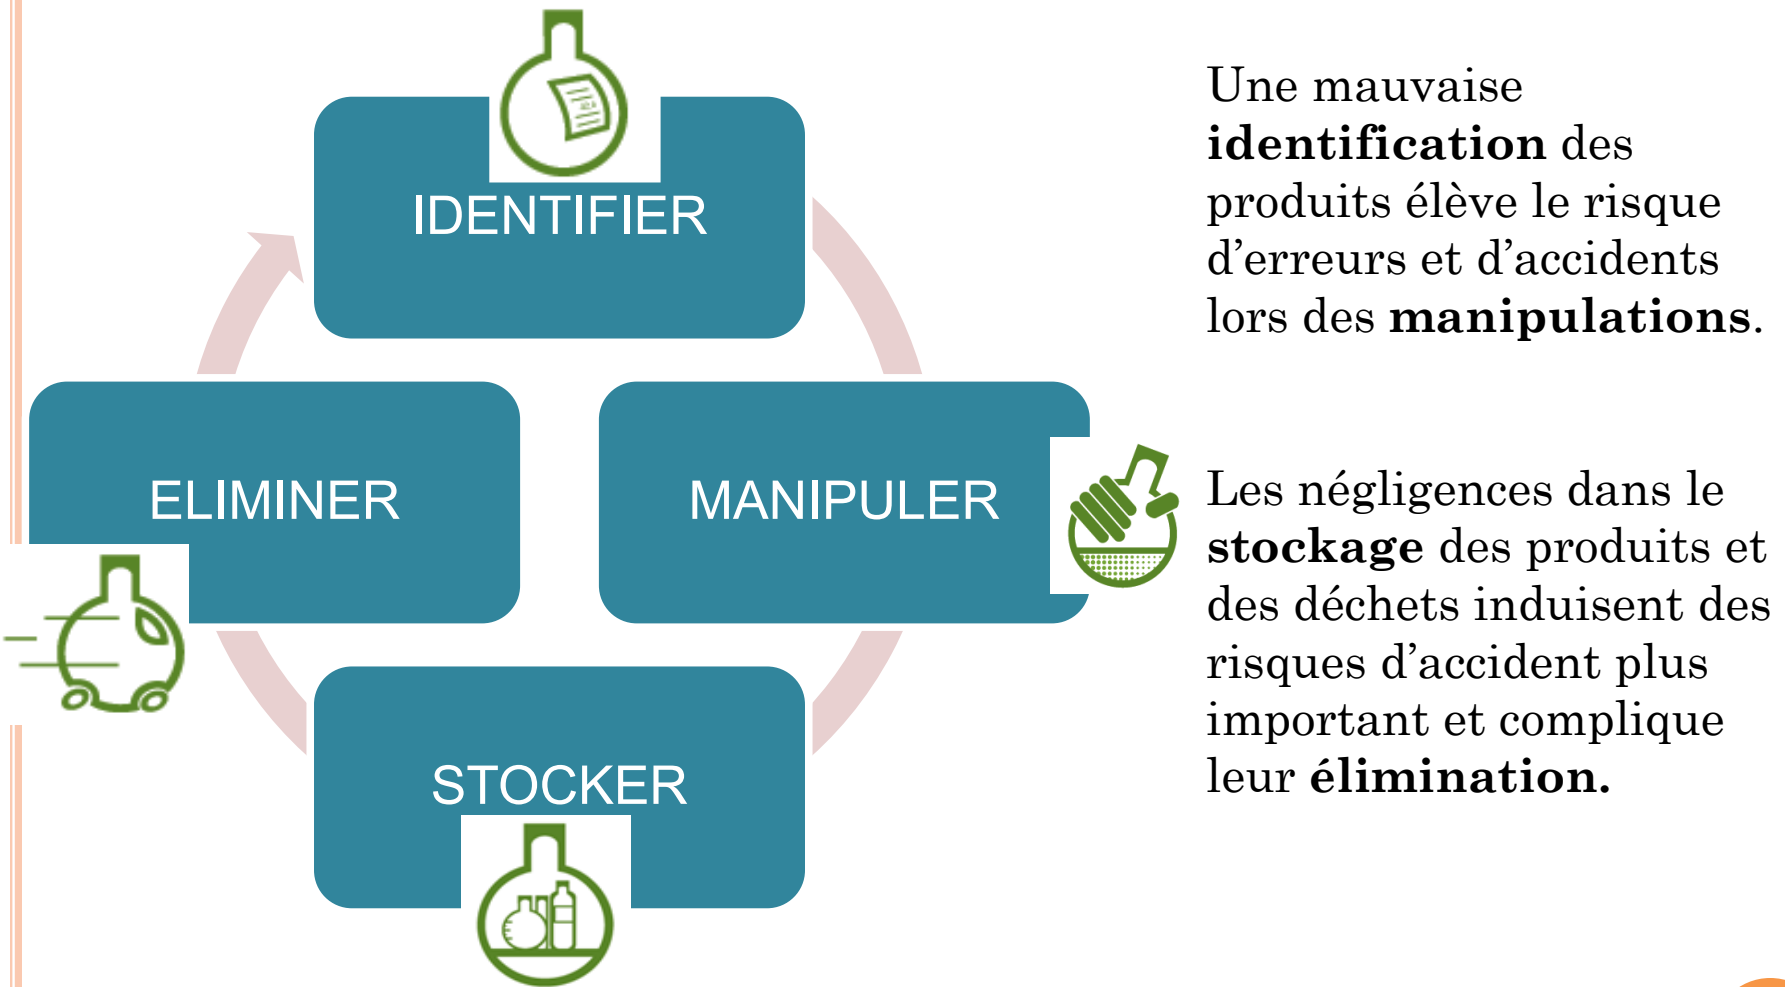 IDENTIFIER
MANIPULER
STOCKER
ELIMINER
Une mauvaise
identification des
produits élève le risque
d’erreurs et d’accidents
lors des manipulations.
Les négligences dans le
stockage des produits et
des déchets induisent des
risques d’accident plus
important et complique
leur élimination.